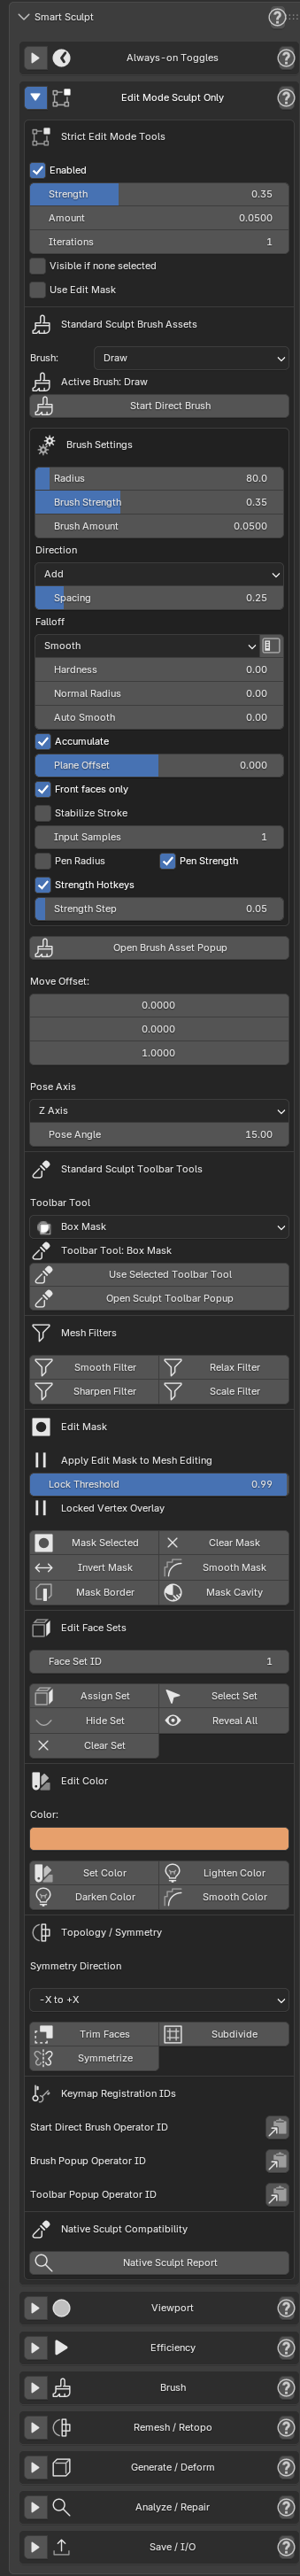 Smart Sculpt
Always-on Toggles
Edit Mode Sculpt Only
Strict Edit Mode Tools
Enabled
Strength 0.35
Amount 0.0500
Iterations 1
Visible if none selected
Use Edit Mask
Standard Sculpt Brush Assets
Brush: Draw
Active Brush: Draw
Start Direct Brush
Brush Settings
Radius 80.0
Brush Strength 0.35
Brush Amount 0.0500
Direction
Add
Spacing 0.25
Falloff
Smooth
Hardness 0.00
Normal Radius 0.00
Auto Smooth 0.00
Accumulate
Plane Offset 0.000
Front faces only
Stabilize Stroke
Input Samples 1
Pen Radius Pen Strength
Strength Hotkeys
Strength Step 0.05
Open Brush Asset Popup
Move Offset:
0.0000
0.0000
1.0000
Pose Axis
Z Axis
Pose Angle 15.00
Standard Sculpt Toolbar Tools
Toolbar Tool
Box Mask
Toolbar Tool: Box Mask
Use Selected Toolbar Tool
Open Sculpt Toolbar Popup
Mesh Filters
Smooth Filter Relax Filter
Sharpen Filter Scale Filter
Edit Mask
Apply Edit Mask to Mesh Editing
Lock Threshold 0.99
Locked Vertex Overlay
Mask Selected Clear Mask
Invert Mask Smooth Mask
Mask Border Mask Cavity
Edit Face Sets
Face Set ID 1
Assign Set Select Set
Hide Set Reveal All
Clear Set
Edit Color
Color:
Set Color Lighten Color
Darken Color Smooth Color
Topology / Symmetry
Symmetry Direction
-X to +X
Trim Faces Subdivide
Symmetrize
Keymap Registration IDs
Start Direct Brush Operator ID
Brush Popup Operator ID
Toolbar Popup Operator ID
Native Sculpt Compatibility
Native Sculpt Report
Viewport
Efficiency
Brush
Remesh / Retopo
Generate / Deform
Analyze / Repair
Save / I/O